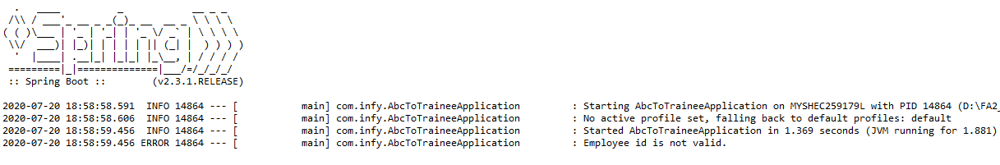 .   ____          _            __ _ _
 /\\ / ___'_ __ _ _(_)_ __  __ _ \ \ \ \
( ( )\___ | '_ | '_| | '_ \/ _` | \ \ \ \
 \\/  ___)| |_)| | | | | || (_| |  ) ) ) )
  '  |____| .__|_| |_|_| |_\__, | / / / /
 =========|_|==============|___/=/_/_/_/
 :: Spring Boot ::        (v2.3.1.RELEASE)

2020-07-20 18:58:58.591  INFO 14864 --- [           main] com.infy.AbcToTraineeApplication         : Starting AbcToTraineeApplication on MYSHEC259179L with PID 14864 (D:\FA2_
2020-07-20 18:58:58.606  INFO 14864 --- [           main] com.infy.AbcToTraineeApplication         : No active profile set, falling back to default profiles: default
2020-07-20 18:58:59.456  INFO 14864 --- [           main] com.infy.AbcToTraineeApplication         : Started AbcToTraineeApplication in 1.369 seconds (JVM running for 1.881)
2020-07-20 18:58:59.456 ERROR 14864 --- [           main] com.infy.AbcToTraineeApplication         : Employee id is not valid.